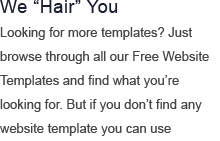 We “Hair” You
Looking for more templates? Just
browse through all our Free Website
Templates and find what you’re
looking for. But if you don’t find any
website template you can use